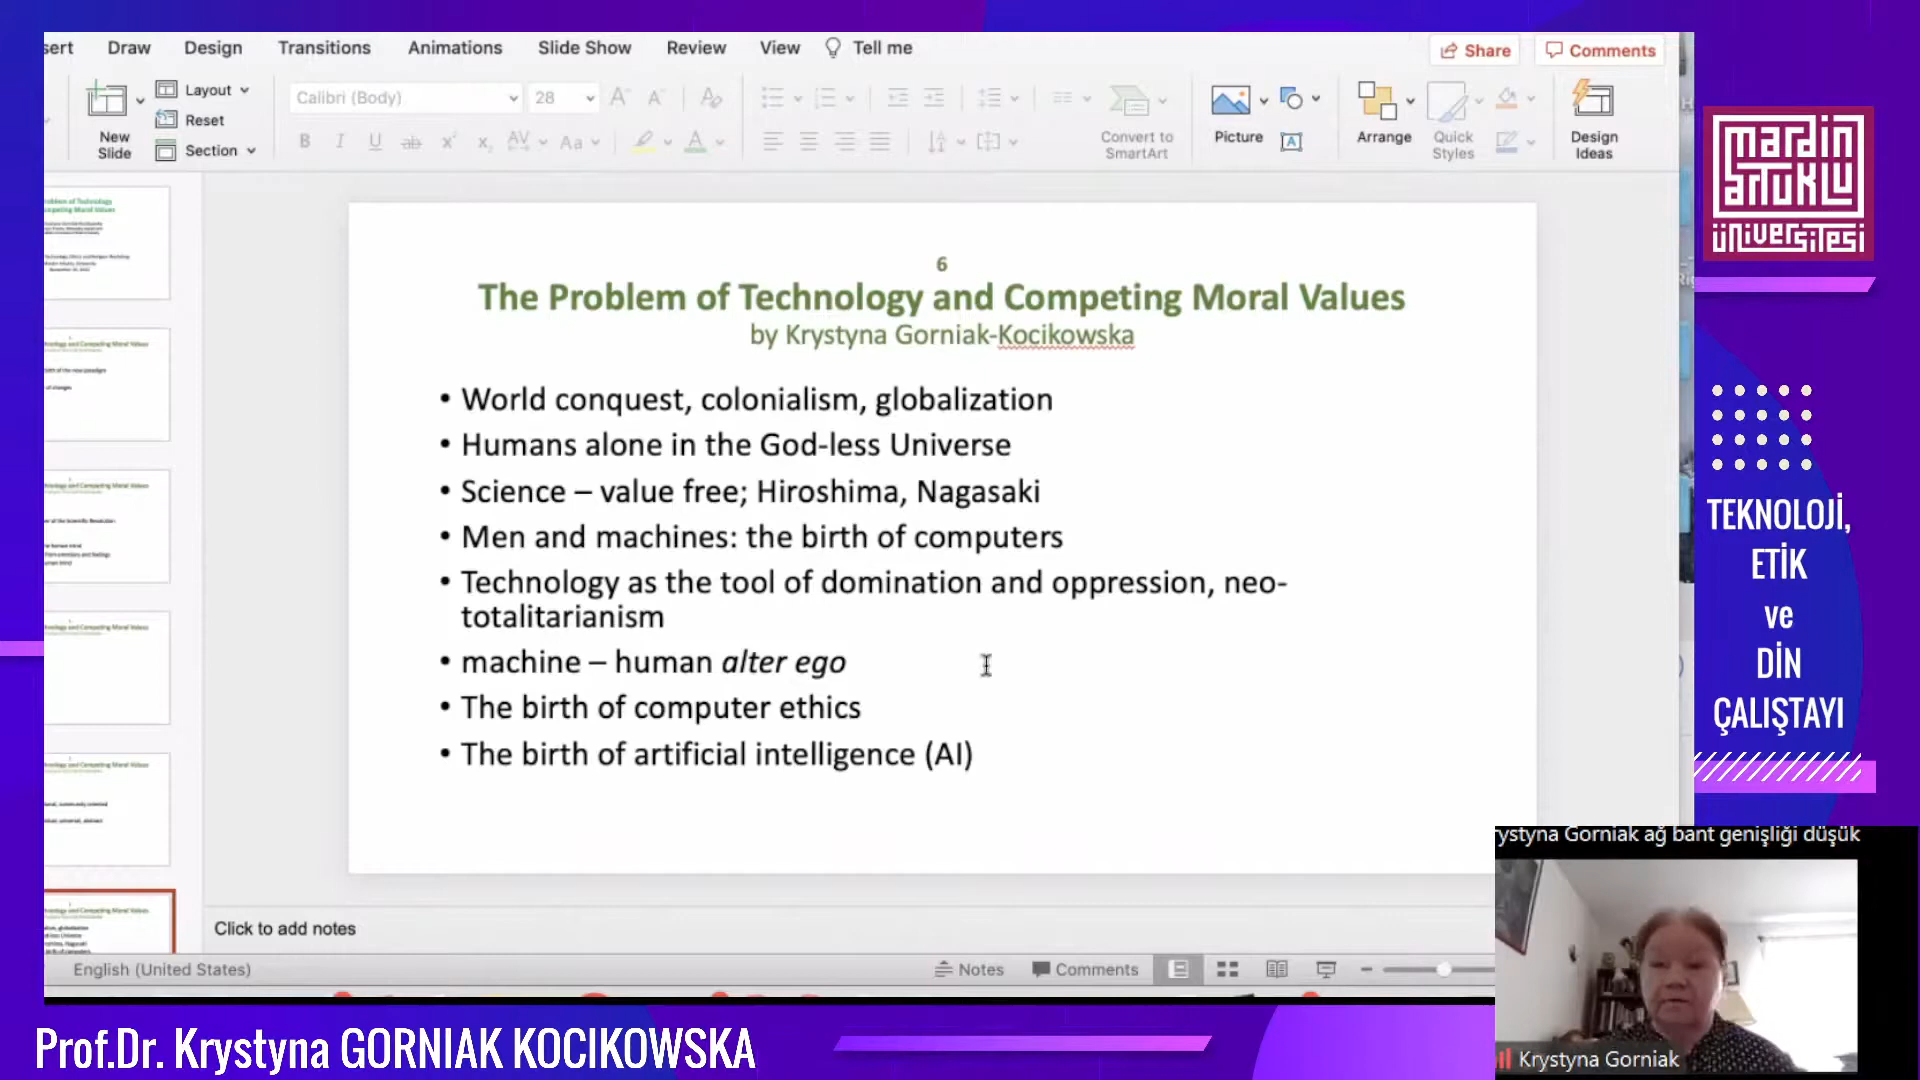 sert Draw Design Transitions Animations Slide Show Review View Tell me Share Comments
Layout
Reset
Section
New
Slide
Calibri (Body) 28
Convert to
SmartArt
Picture
Arrange
Quick
Styles
Design
Ideas
6
The Problem of Technology and Competing Moral Values
by Krystyna Gorniak-Kocikowska
• World conquest, colonialism, globalization
• Humans alone in the God-less Universe
• Science – value free; Hiroshima, Nagasaki
• Men and machines: the birth of computers
• Technology as the tool of domination and oppression, neo-
totalitarianism
• machine – human alter ego
• The birth of computer ethics
• The birth of artificial intelligence (AI)
Click to add notes
English (United States)
Notes Comments
mardin
artuklu
üniversitesi
TEKNOLOJİ,
ETİK
ve
DİN
ÇALIŞTAYI
rystyna Gorniak ağ bant genişliği düşük
Krystyna Gorniak
Prof.Dr. Krystyna GORNIAK KOCIKOWSKA